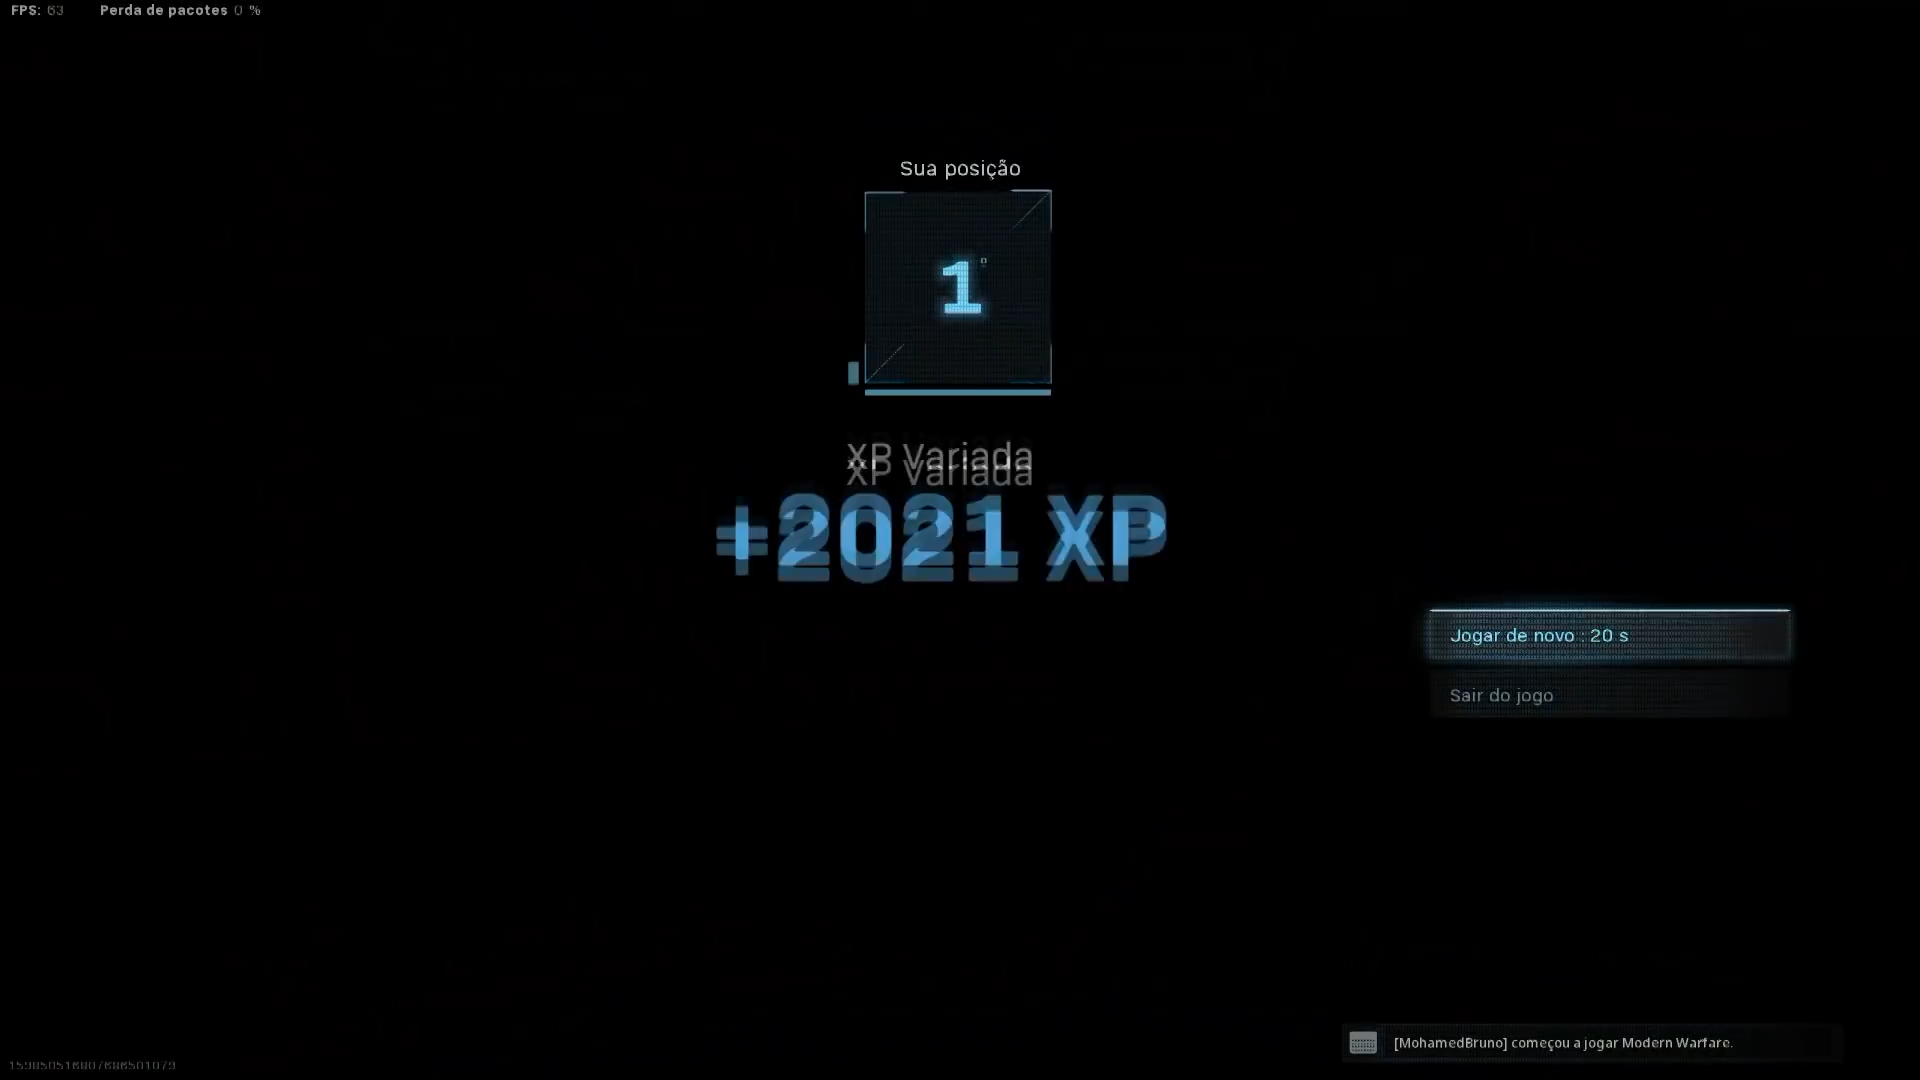 FPS: 63 Perda de pacotes 0 %
Sua posição
1º
XP Variada
+2021 XP
Jogar de novo : 20 s
Sair do jogo
[MohamedBruno] começou a jogar Modern Warfare.